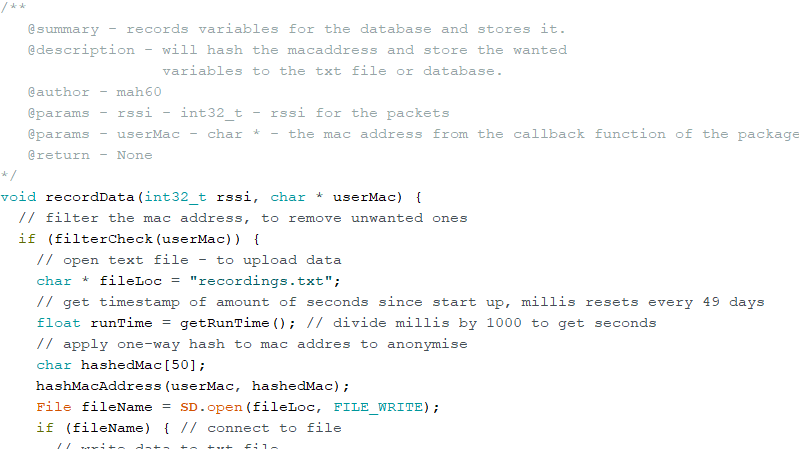 /**
   @summary - records variables for the database and stores it.
   @description - will hash the macaddress and store the wanted
                  variables to the txt file or database.
   @author - mah60
   @params - rssi - int32_t - rssi for the packets
   @params - userMac - char * - the mac address from the callback function of the package
   @return - None
*/
void recordData(int32_t rssi, char * userMac) {
  // filter the mac address, to remove unwanted ones
  if (filterCheck(userMac)) {
    // open text file - to upload data
    char * fileLoc = "recordings.txt";
    // get timestamp of amount of seconds since start up, millis resets every 49 days
    float runTime = getRunTime(); // divide millis by 1000 to get seconds
    // apply one-way hash to mac addres to anonymise
    char hashedMac[50];
    hashMacAddress(userMac, hashedMac);
    File fileName = SD.open(fileLoc, FILE_WRITE);
    if (fileName) { // connect to file
      // write data to txt file